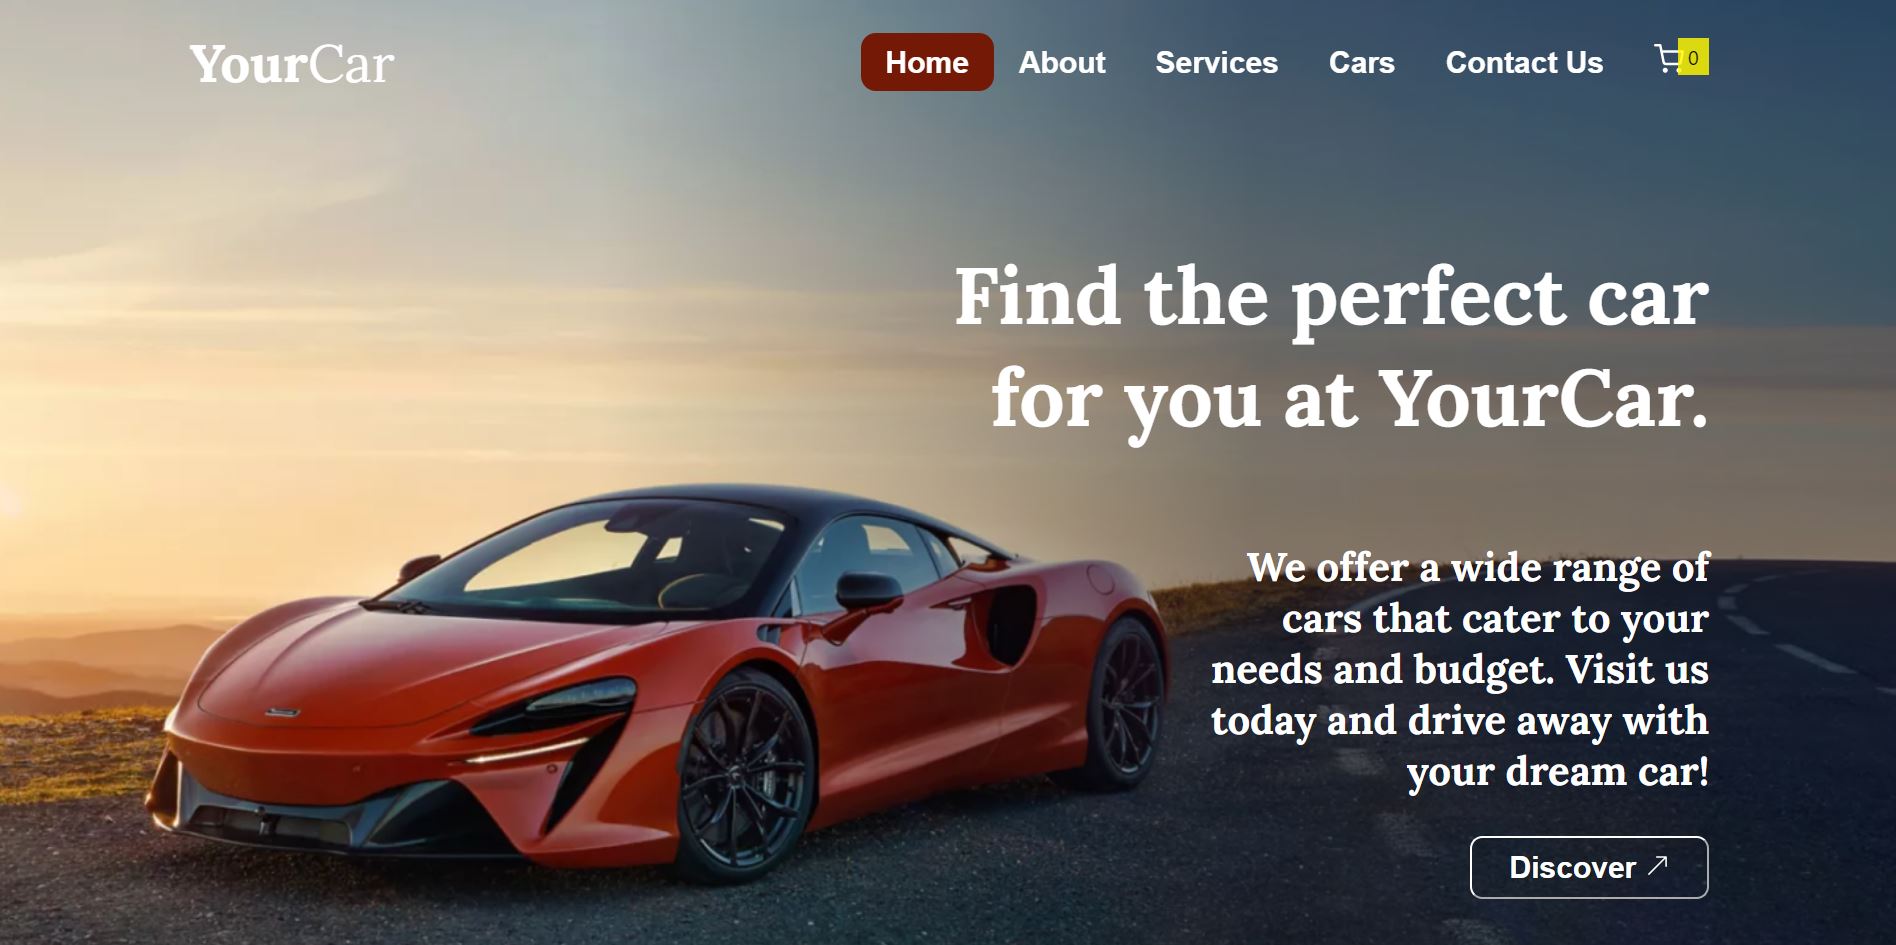 YourCar
Home About Services Cars Contact Us 0
Find the perfect car
for you at YourCar.
We offer a wide range of
cars that cater to your
needs and budget. Visit us
today and drive away with
your dream car!
Discover